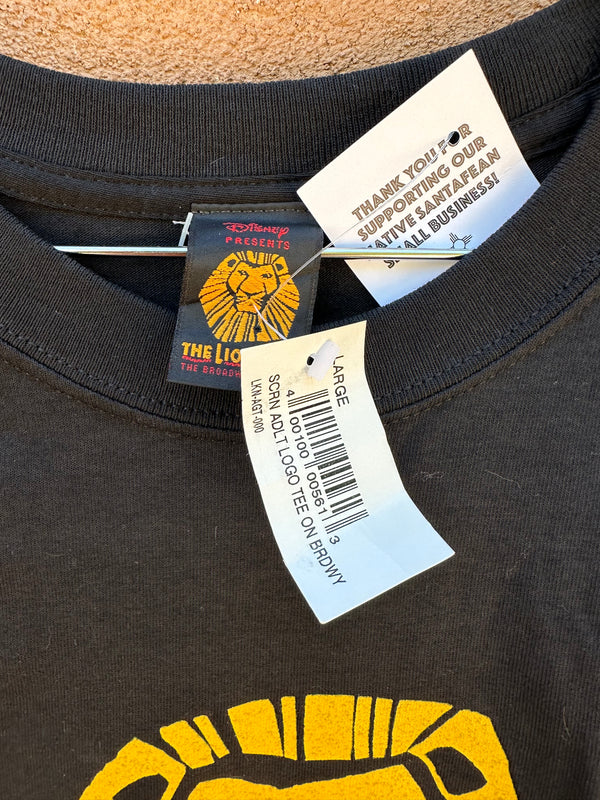 THANK YOU FOR
SUPPORTING OUR
NATIVE SANTAFEAN
SMALL BUSINESS!
Disney
PRESENTS
THE LIO
THE BROADW
LARGE
4 00100 00561 3
SCRN ADLT LOGO TEE ON BRDWY
LKN-AGT-000